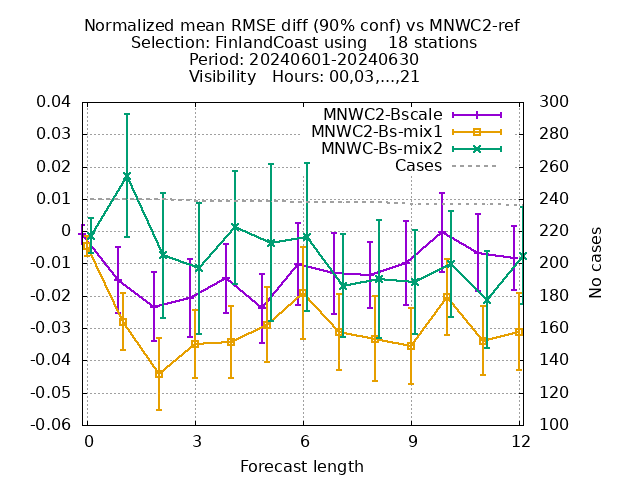 Normalized mean RMSE diff (90% conf) vs MNWC2-ref
Selection: FinlandCoast using    18 stations
Period: 20240601-20240630
Visibility   Hours: 00,03,...,21
MNWC2-Bscale
MNWC2-Bs-mix1
MNWC-Bs-mix2
Cases
0.04
0.03
0.02
0.01
0
-0.01
-0.02
-0.03
-0.04
-0.05
-0.06
300
280
260
240
220
200
180
160
140
120
100
No cases
0 3 6 9 12
Forecast length